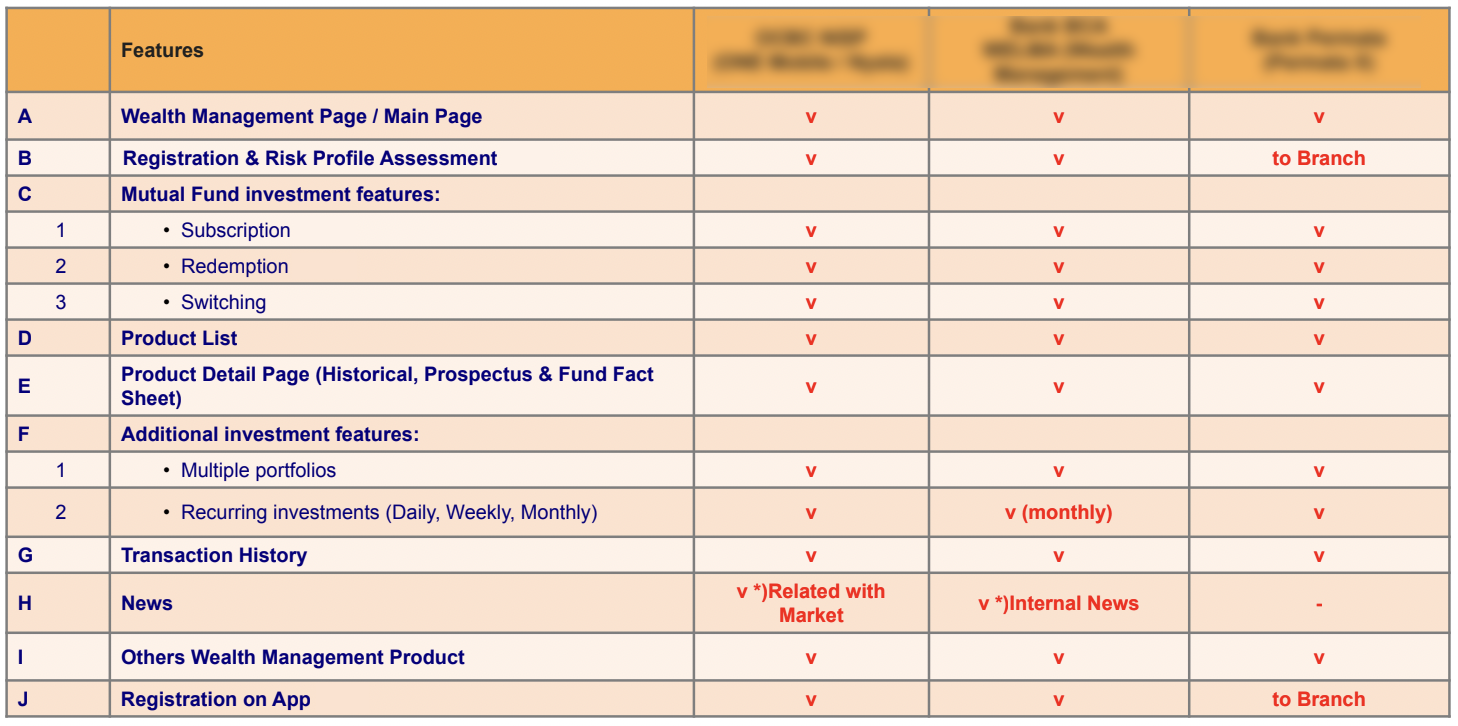 Features
A Wealth Management Page / Main Page v v v
B Registration & Risk Profile Assessment v v to Branch
C Mutual Fund investment features:
1 • Subscription v v v
2 • Redemption v v v
3 • Switching v v v
D Product List v v v
E Product Detail Page (Historical, Prospectus & Fund Fact
Sheet) v v v
F Additional investment features:
1 • Multiple portfolios v v v
2 • Recurring investments (Daily, Weekly, Monthly) v v (monthly) v
G Transaction History v v v
H News v *)Related with
Market v *)Internal News -
I Others Wealth Management Product v v v
J Registration on App v v to Branch